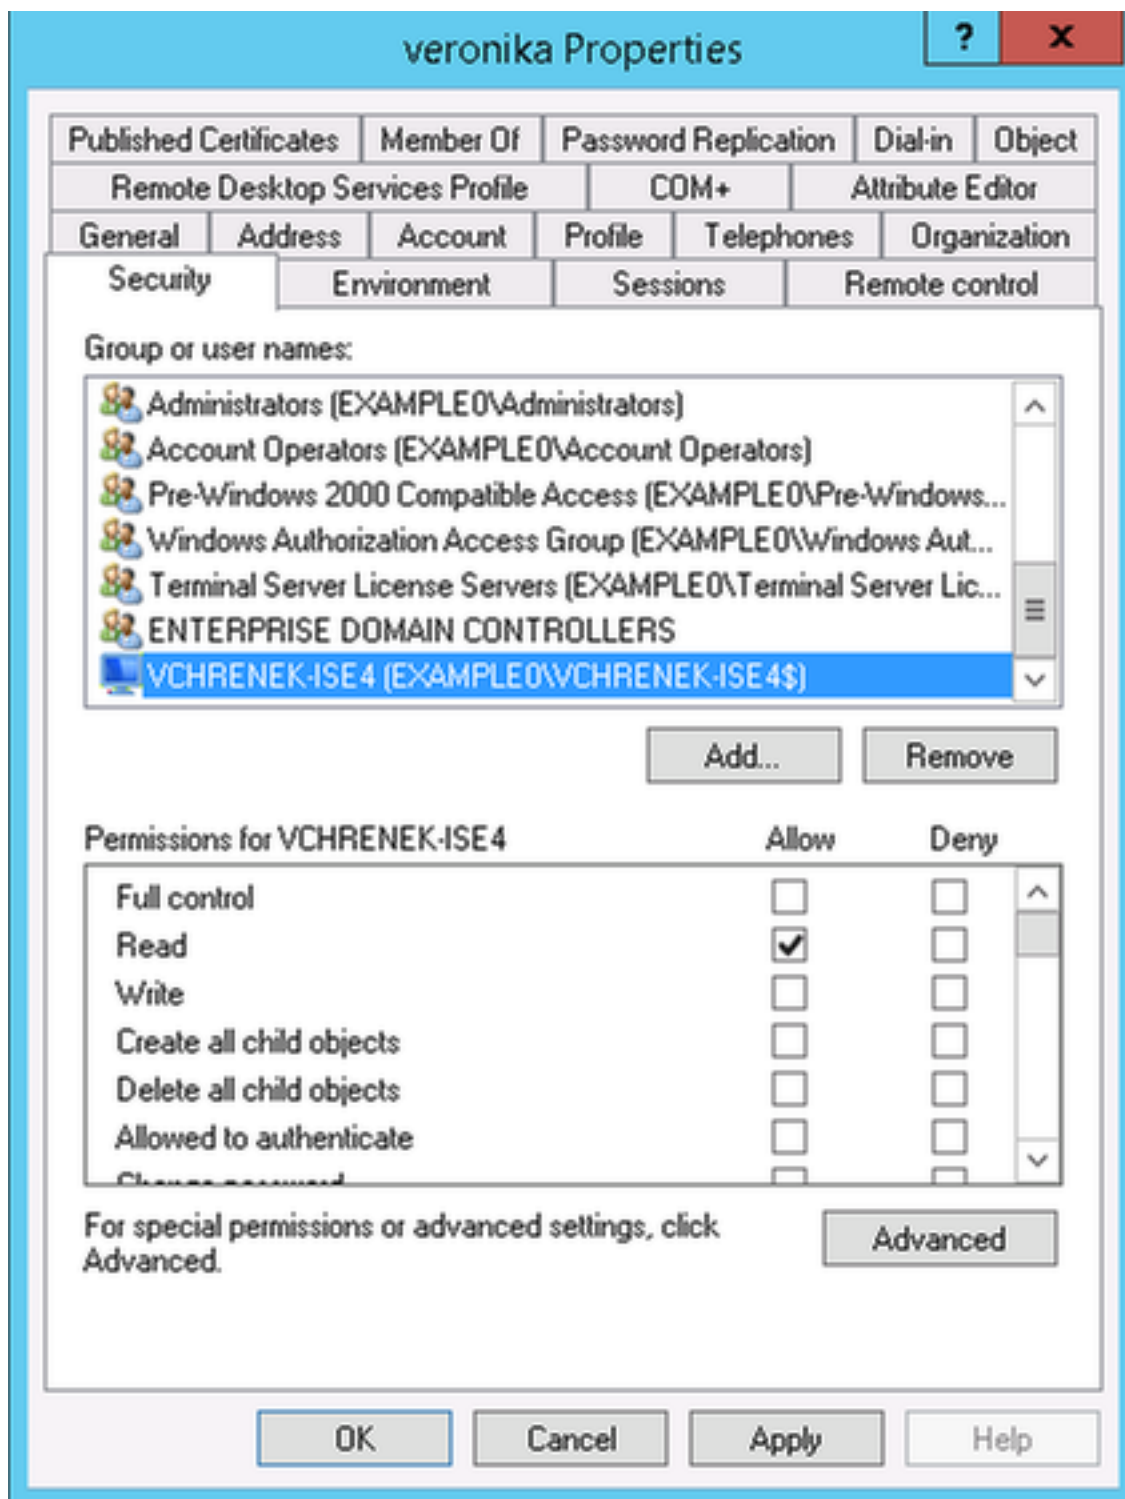 veronika Properties
?
x
Published Certificates Member Of Password Replication Dial-in Object
Remote Desktop Services Profile COM+ Attribute Editor
General Address Account Profile Telephones Organization
Security Environment Sessions Remote control
Group or user names:
Administrators (EXAMPLE0\Administrators)
Account Operators (EXAMPLE0\Account Operators)
Pre-Windows 2000 Compatible Access (EXAMPLE0\Pre-Windows...
Windows Authorization Access Group (EXAMPLE0\Windows Aut...
Terminal Server License Servers (EXAMPLE0\Terminal Server Lic...
ENTERPRISE DOMAIN CONTROLLERS
VCHRENEK-ISE4 (EXAMPLE0\VCHRENEK-ISE4$)
Add... Remove
Permissions for VCHRENEK-ISE4 Allow Deny
Full control
Read
Write
Create all child objects
Delete all child objects
Allowed to authenticate
Change password
For special permissions or advanced settings, click
Advanced.
Advanced
OK Cancel Apply Help